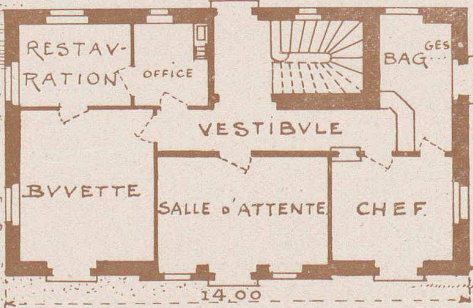 RESTAV-
RATION
OFFICE
BAGGES
VESTIBVLE
BVVETTE
SALLE D'ATTENTE
CHEF.
14.00